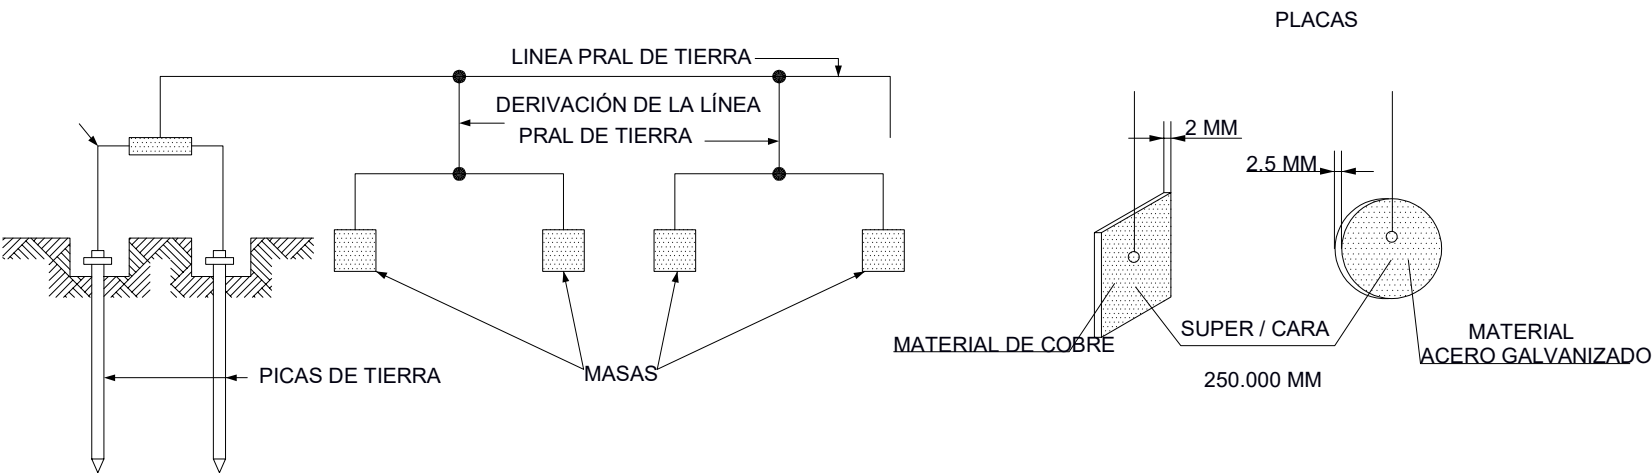 PLACAS
LINEA PRAL DE TIERRA
DERIVACIÓN DE LA LÍNEA
PRAL DE TIERRA
2 MM
2.5 MM
SUPER / CARA
MATERIAL DE COBRE
MATERIAL
ACERO GALVANIZADO
PICAS DE TIERRA
MASAS
250.000 MM